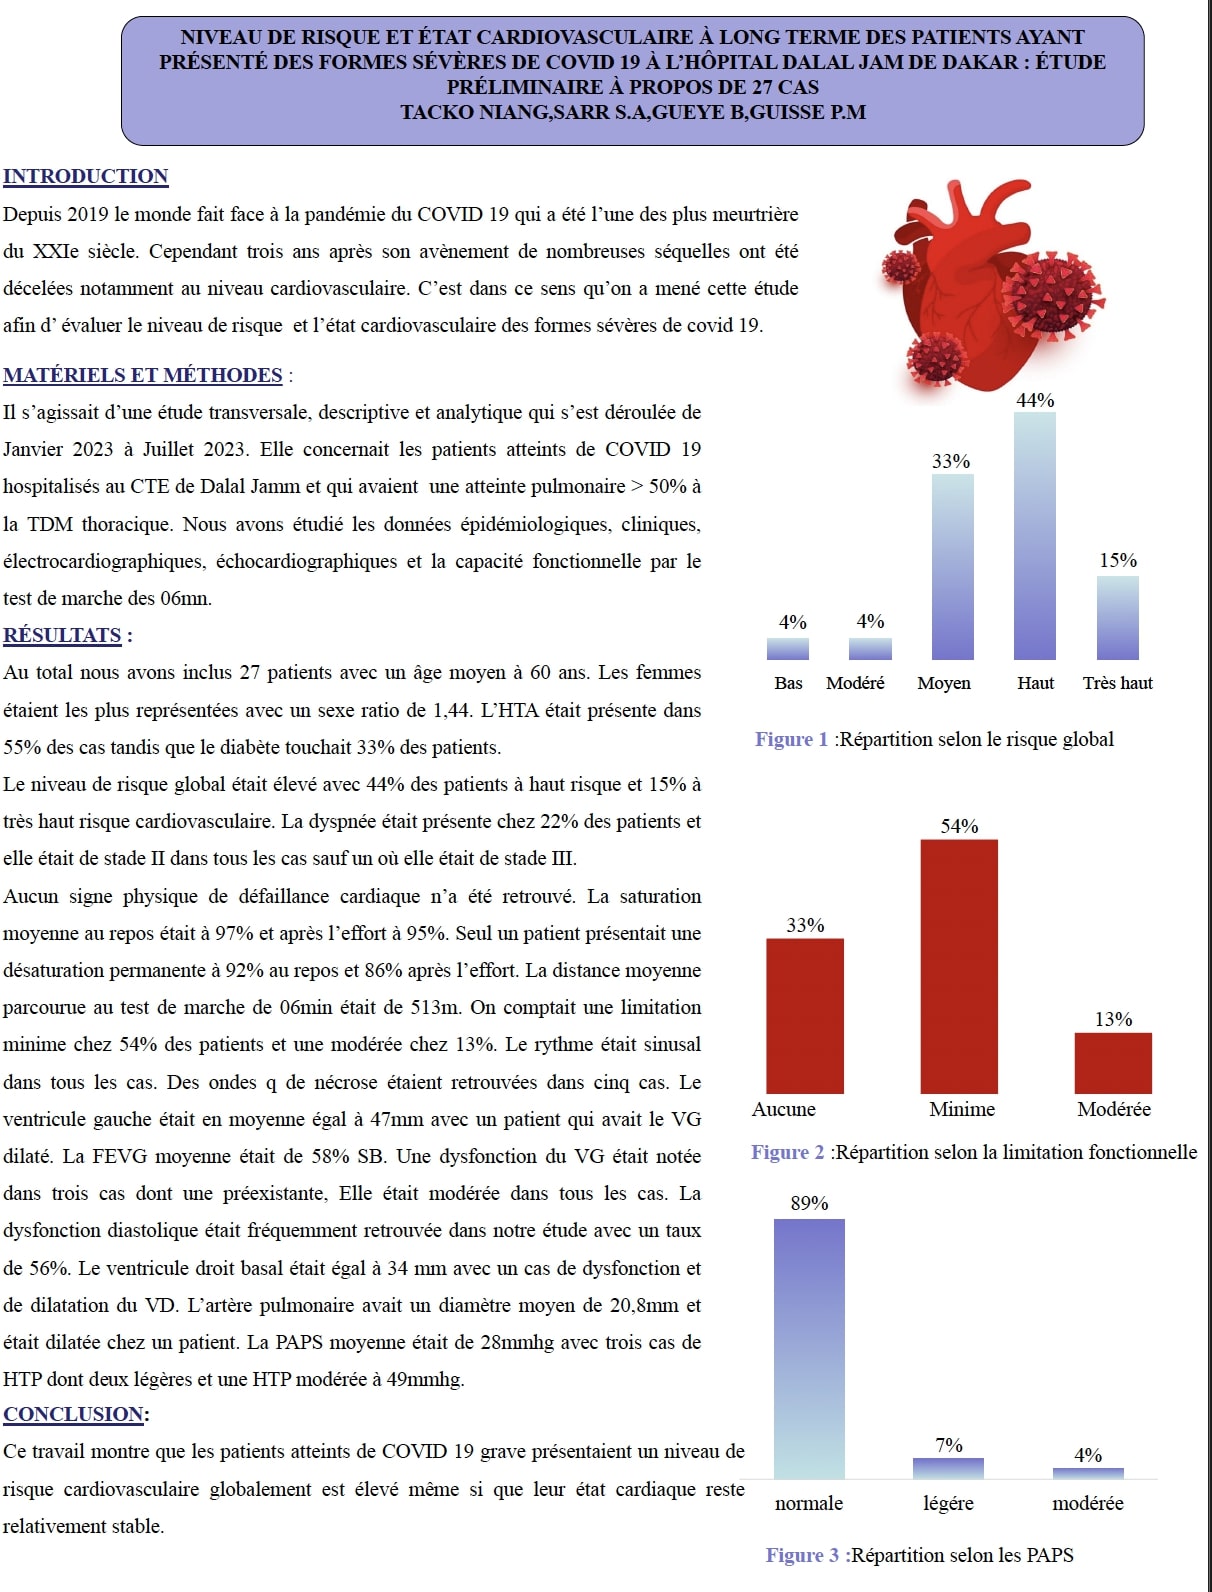 NIVEAU DE RISQUE ET ÉTAT CARDIOVASCULAIRE À LONG TERME DES PATIENTS AYANT
PRÉSENTÉ DES FORMES SÉVÈRES DE COVID 19 À L’HÔPITAL DALAL JAM DE DAKAR : ÉTUDE
PRÉLIMINAIRE À PROPOS DE 27 CAS
TACKO NIANG,SARR S.A,GUEYE B,GUISSE P.M
INTRODUCTION
Depuis 2019 le monde fait face à la pandémie du COVID 19 qui a été l’une des plus meurtrière
du XXIe siècle. Cependant trois ans après son avènement de nombreuses séquelles ont été
décelées notamment au niveau cardiovasculaire. C’est dans ce sens qu’on a mené cette étude
afin d’ évaluer le niveau de risque et l’état cardiovasculaire des formes sévères de covid 19.
MATÉRIELS ET MÉTHODES :
Il s’agissait d’une étude transversale, descriptive et analytique qui s’est déroulée de
Janvier 2023 à Juillet 2023. Elle concernait les patients atteints de COVID 19
hospitalisés au CTE de Dalal Jamm et qui avaient une atteinte pulmonaire > 50% à
la TDM thoracique. Nous avons étudié les données épidémiologiques, cliniques,
électrocardiographiques, échocardiographiques et la capacité fonctionnelle par le
test de marche des 06mn.
RÉSULTATS :
Au total nous avons inclus 27 patients avec un âge moyen à 60 ans. Les femmes
étaient les plus représentées avec un sexe ratio de 1,44. L’HTA était présente dans
55% des cas tandis que le diabète touchait 33% des patients.
Le niveau de risque global était élevé avec 44% des patients à haut risque et 15% à
très haut risque cardiovasculaire. La dyspnée était présente chez 22% des patients et
elle était de stade II dans tous les cas sauf un où elle était de stade III.
Aucun signe physique de défaillance cardiaque n’a été retrouvé. La saturation
moyenne au repos était à 97% et après l’effort à 95%. Seul un patient présentait une
désaturation permanente à 92% au repos et 86% après l’effort. La distance moyenne
parcourue au test de marche de 06min était de 513m. On comptait une limitation
minime chez 54% des patients et une modérée chez 13%. Le rythme était sinusal
dans tous les cas. Des ondes q de nécrose étaient retrouvées dans cinq cas. Le
ventricule gauche était en moyenne égal à 47mm avec un patient qui avait le VG
dilaté. La FEVG moyenne était de 58% SB. Une dysfonction du VG était notée
dans trois cas dont une préexistante, Elle était modérée dans tous les cas. La
dysfonction diastolique était fréquemment retrouvée dans notre étude avec un taux
de 56%. Le ventricule droit basal était égal à 34 mm avec un cas de dysfonction et
de dilatation du VD. L’artère pulmonaire avait un diamètre moyen de 20,8mm et
était dilatée chez un patient. La PAPS moyenne était de 28mmhg avec trois cas de
HTP dont deux légères et une HTP modérée à 49mmhg.
CONCLUSION:
Ce travail montre que les patients atteints de COVID 19 grave présentaient un niveau de
risque cardiovasculaire globalement est élevé même si que leur état cardiaque reste
relativement stable.
44%
33%
15%
4%
4%
Bas Modéré Moyen Haut Très haut
Figure 1 :Répartition selon le risque global
54%
33%
13%
Aucune Minime Modérée
Figure 2 :Répartition selon la limitation fonctionnelle
89%
7%
4%
normale légére modérée
Figure 3 :Répartition selon les PAPS